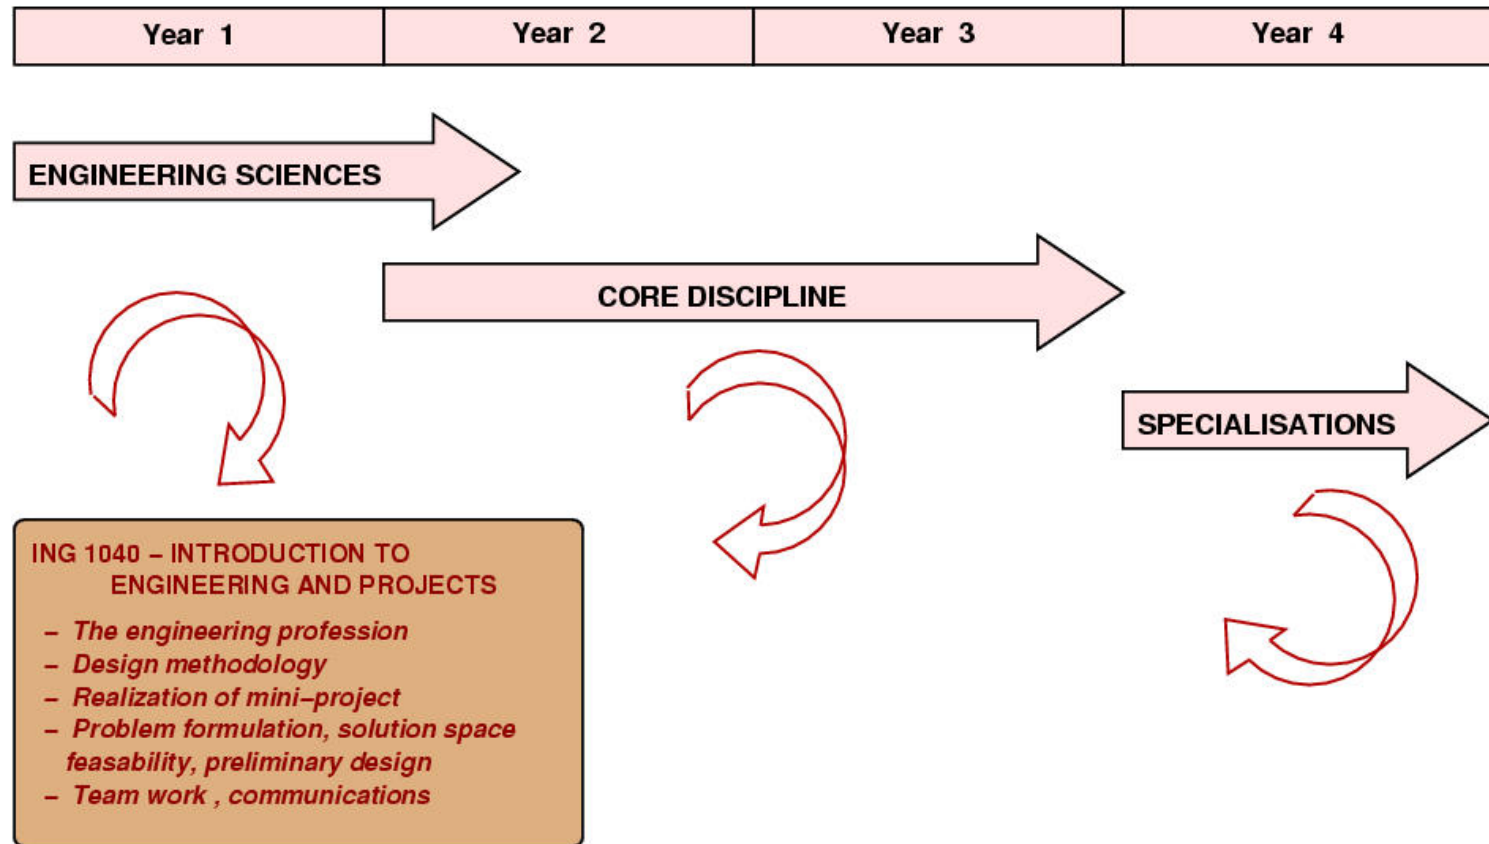 Year 1 Year 2 Year 3 Year 4
ENGINEERING SCIENCES
CORE DISCIPLINE
SPECIALISATIONS
ING 1040 – INTRODUCTION TO
ENGINEERING AND PROJECTS
– The engineering profession
– Design methodology
– Realization of mini–project
– Problem formulation, solution space
feasability, preliminary design
– Team work , communications